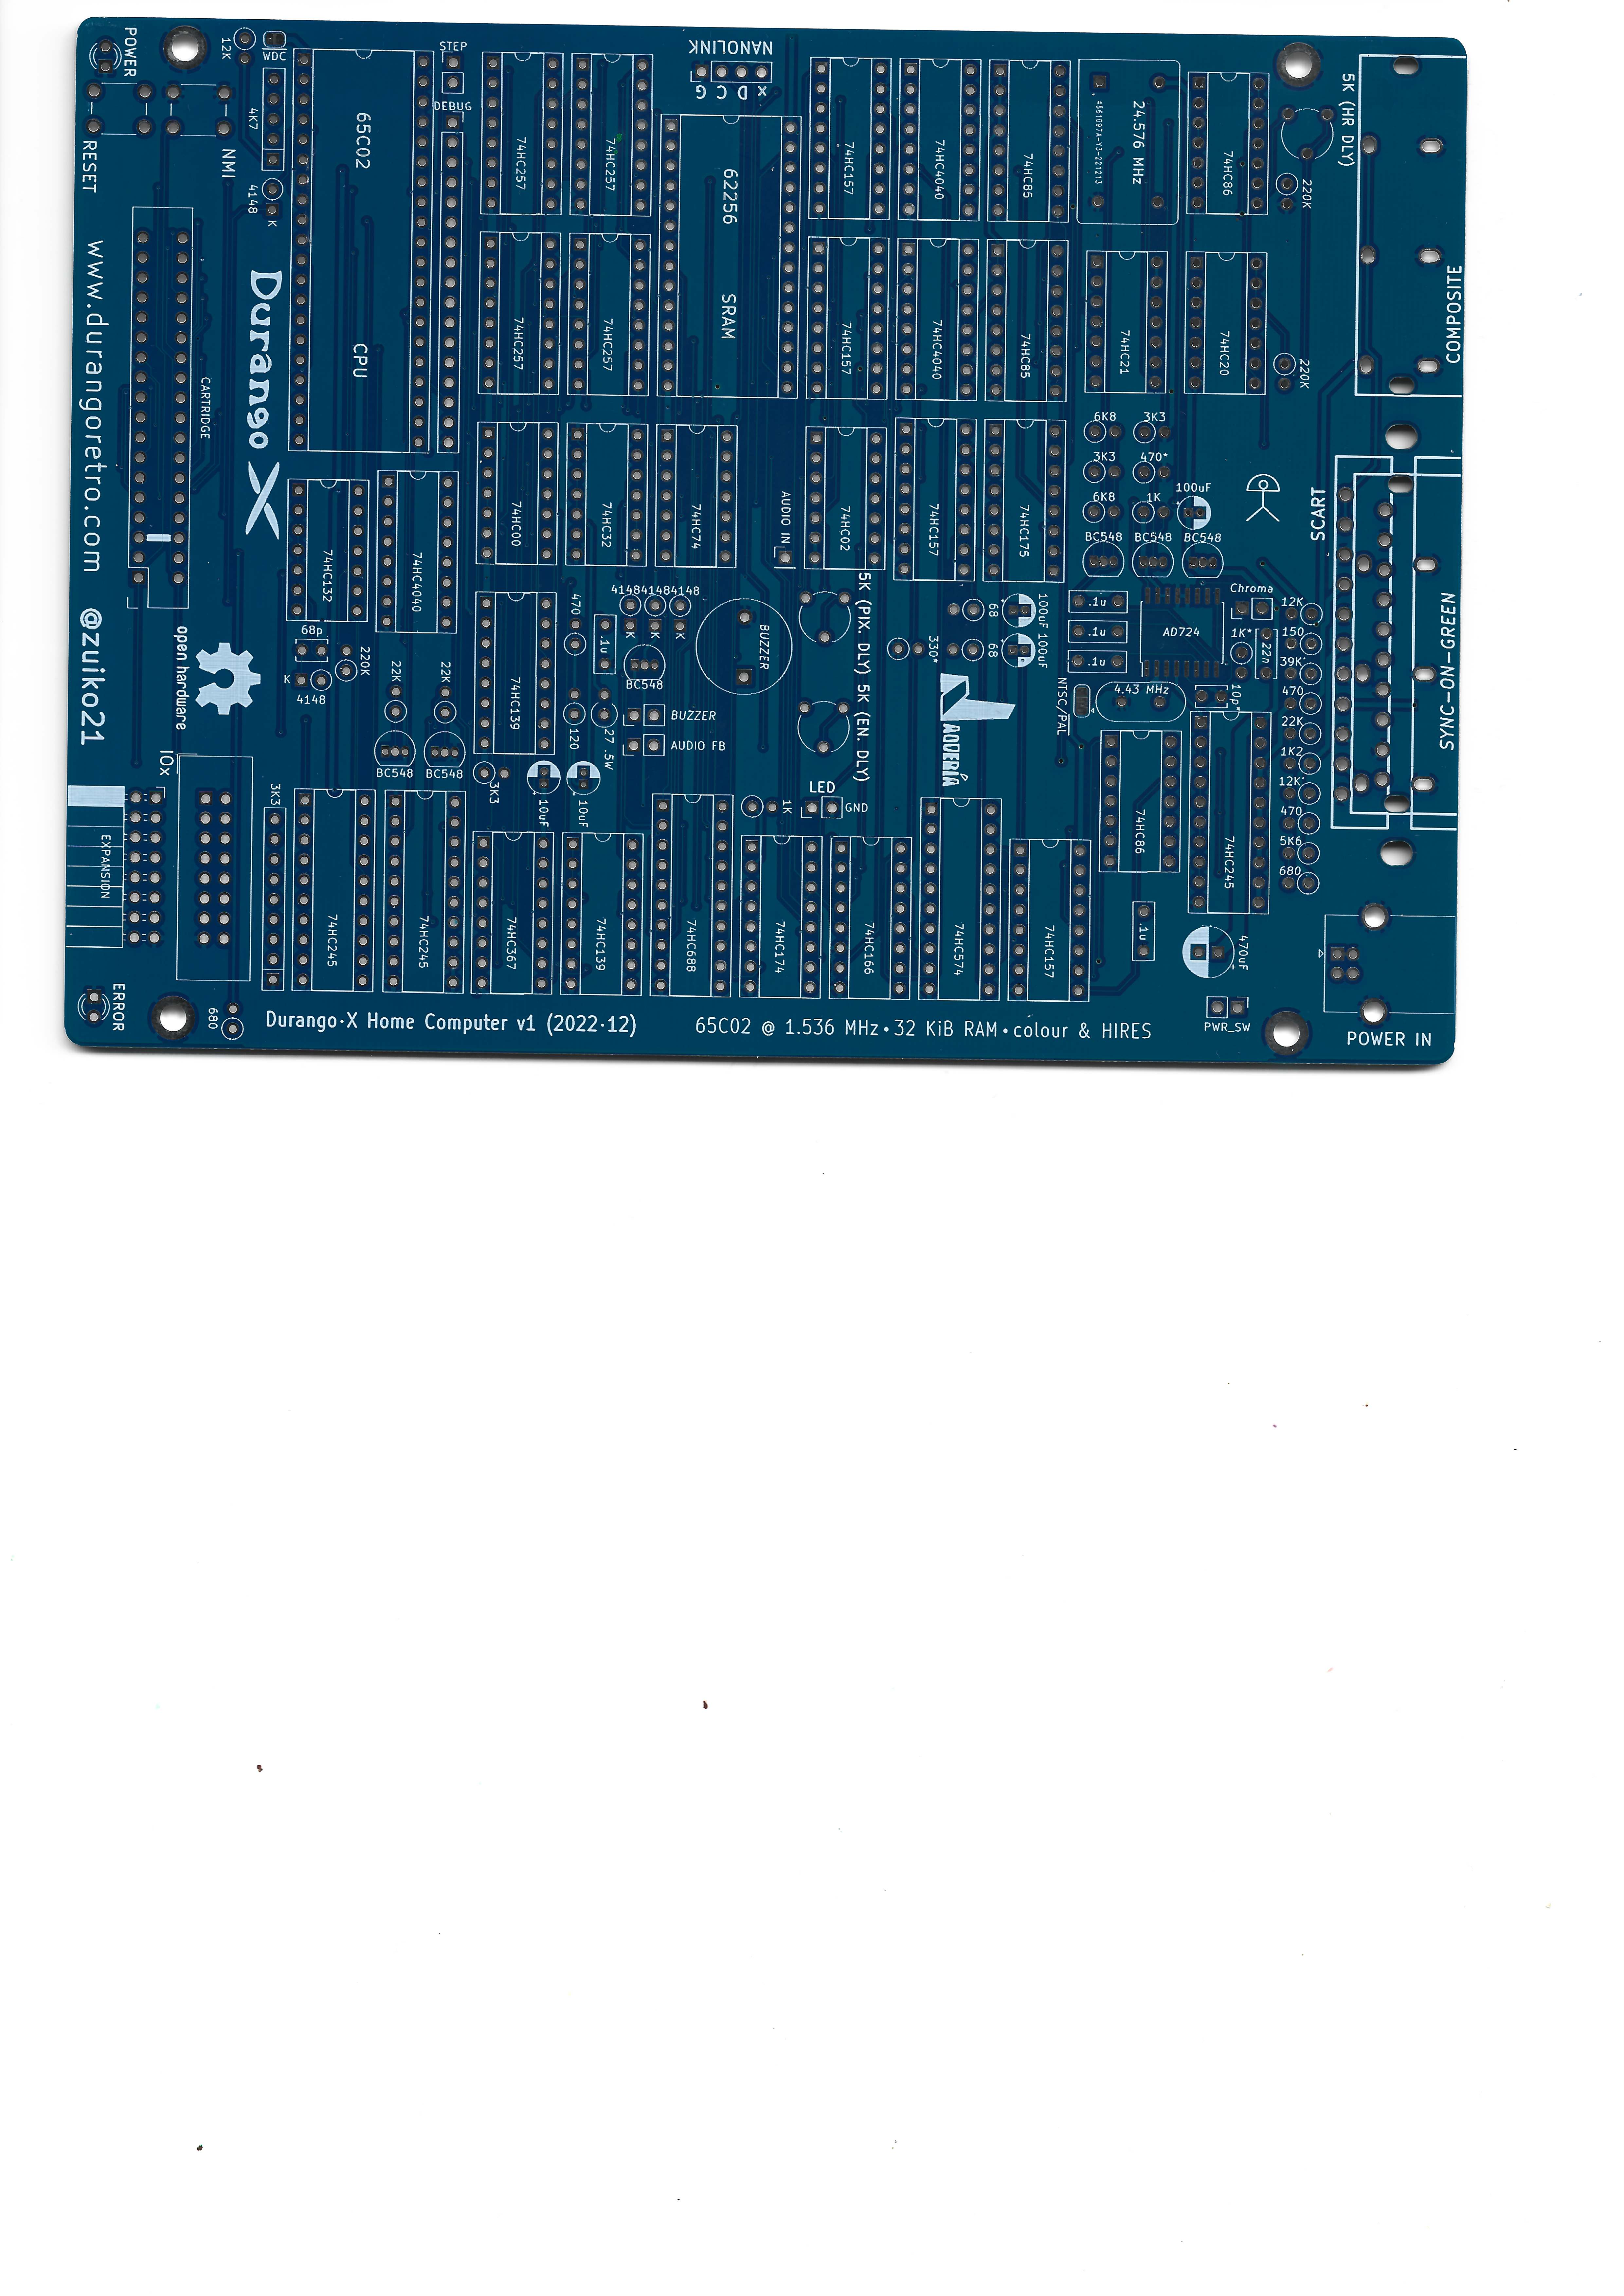 POWER
12K
WDC
STEP
NANOLINK
x D C G
4K7
DEBUG
65C02
CPU
74HC257
74HC257
62256
SRAM
74HC157
74HC4040
74HC85
4561097A-Y3-221213
24.576 MHz
74HC86
5K (HR DLY)
220K
RESET
NMI
4148
K
www.durangoretro.com
@zuiko21
CARTRIDGE
Durango X
74HC257
74HC257
74HC157
74HC4040
74HC85
74HC21
74HC20
220K
COMPOSITE
6K8
3K3
3K3
470*
6K8
1K
100uF
BC548
BC548
BC548
74HC132
74HC4040
74HC00
74HC32
74HC74
AUDIO IN
74HC02
74HC157
74HC175
SCART
SYNC-ON-GREEN
68p
220K
K
4148
22K
22K
BC548
BC548
74HC139
470
4148
4148
4148
K
K
K
.1u
BC548
BUZZER
BUZZER
AUDIO FB
120
27 .5W
5K (PIX. DLY)
5K (EN. DLY)
330*
68
68
100uF
100uF
.1u
.1u
.1u
AD724
Chroma
1K*
22n
10p*
4.43 MHz
NTSC/PAL
12K
150
39K*
470
22K
1K2
12K
470
5K6
680
open hardware
IOx
3K3
3K3
10uF
10uF
LED
1K
GND
EXPANSION
74HC245
74HC245
74HC367
74HC139
74HC688
74HC174
74HC166
74HC574
74HC157
74HC86
74HC245
.1u
470uF
+
PWR_SW
POWER IN
ERROR
680
Durango·X Home Computer v1 (2022·12)
65C02 @ 1.536 MHz·32 KiB RAM·colour & HIRES